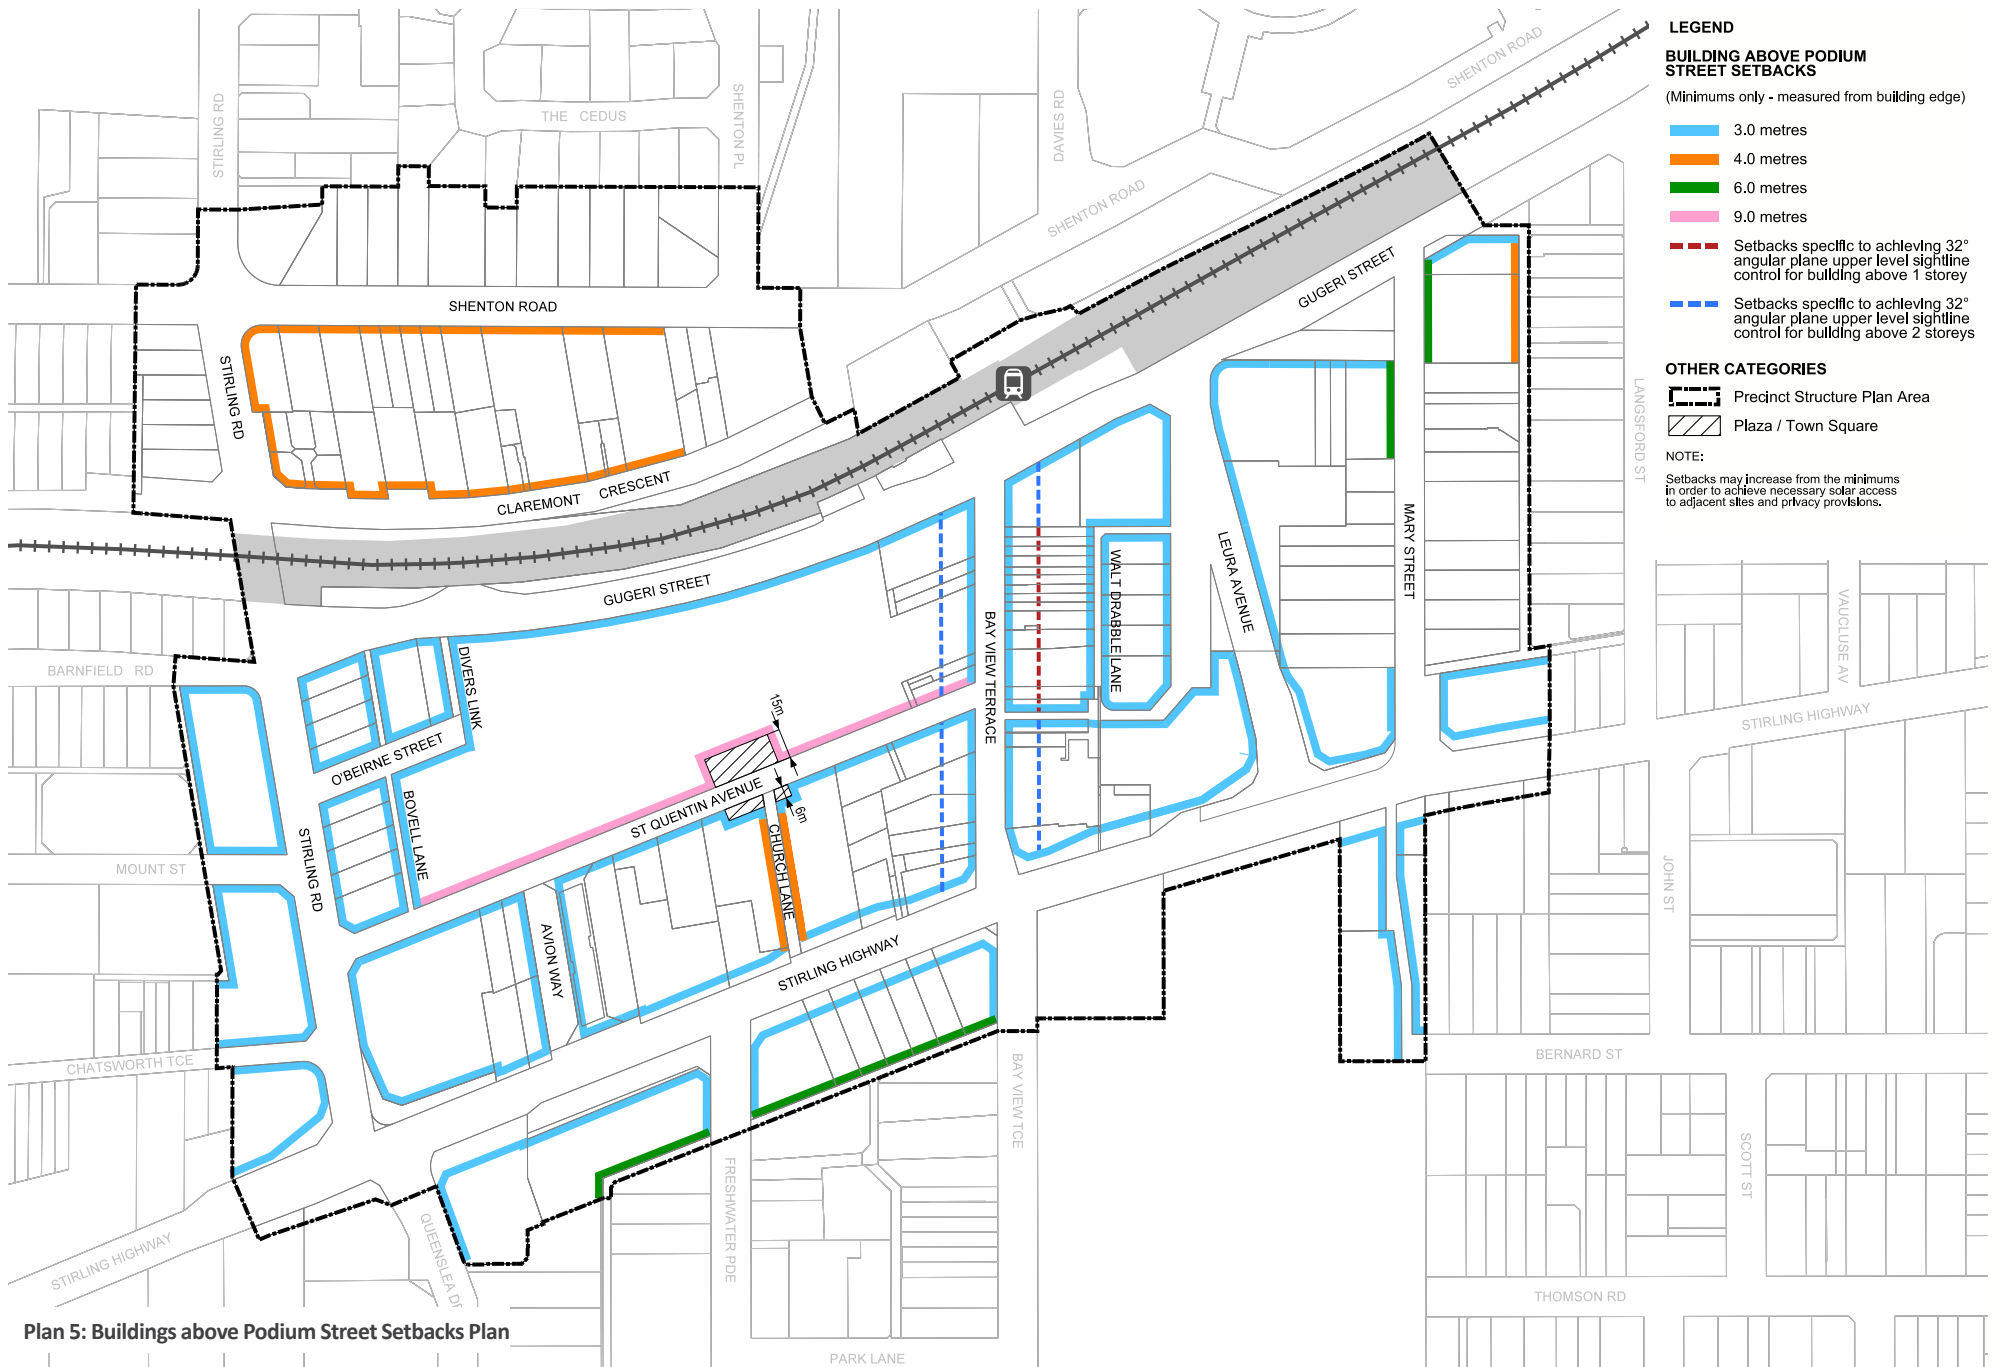 LEGEND
BUILDING ABOVE PODIUM
STREET SETBACKS
(Minimums only - measured from building edge)
3.0 metres
4.0 metres
6.0 metres
9.0 metres
Setbacks specific to achieving 32°
angular plane upper level sightline
control for building above 1 storey
Setbacks specific to achieving 32°
angular plane upper level sightline
control for building above 2 storeys
OTHER CATEGORIES
Precinct Structure Plan Area
Plaza / Town Square
NOTE:
Setbacks may increase from the minimums
in order to achieve necessary solar access
to adjacent sites and privacy provisions.
STIRLING RD
THE CEDUS
SHENTON PL
DAVIES RD
SHENTON ROAD
SHENTON ROAD
SHENTON ROAD
STIRLING RD
GUGERI STREET
LANGSFORD ST
CLAREMONT CRESCENT
GUGERI STREET
MARY STREET
LEURA AVENUE
WALT DRABBLE LANE
BAY VIEW TERRACE
VAUCLUSE AV
BARNFIELD RD
DIVERS LINK
O'BEIRNE STREET
15m
STIRLING HIGHWAY
ST QUENTIN AVENUE
6m
BOVELL LANE
CHURCH LANE
MOUNT ST
STIRLING RD
JOHN ST
AVION WAY
STIRLING HIGHWAY
CHATSWORTH TCE
BERNARD ST
BAY VIEW TCE
SCOTT ST
FRESHWATER PDE
QUEENSLEA DR
STIRLING HIGHWAY
THOMSON RD
Plan 5: Buildings above Podium Street Setbacks Plan
PARK LANE